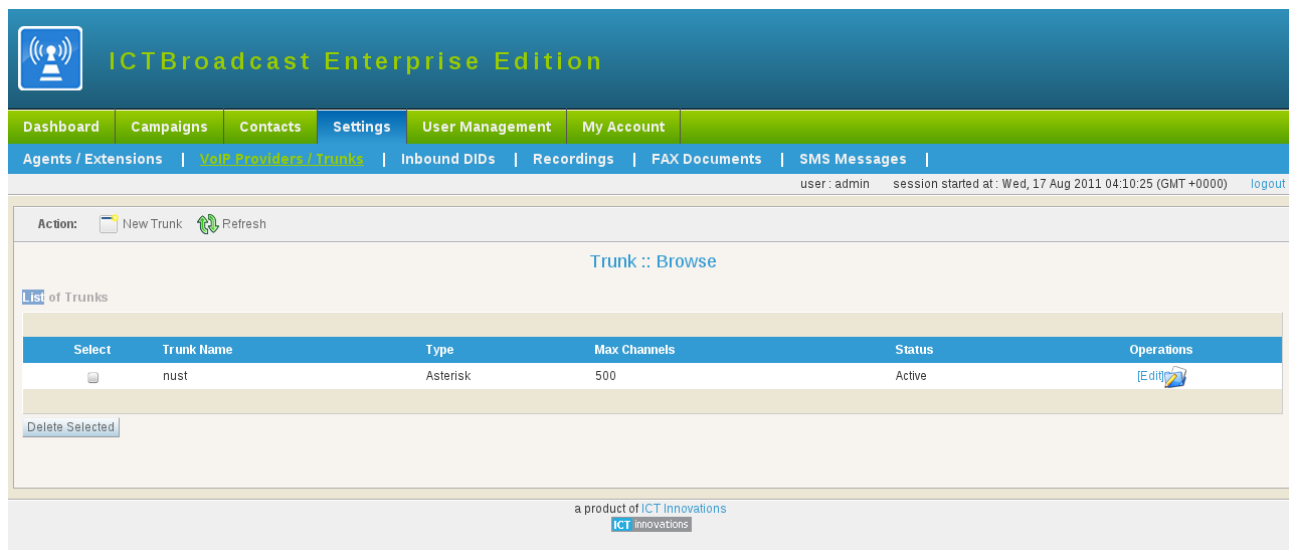 ICTBroadcast Enterprise Edition
Dashboard Campaigns Contacts Settings User Management My Account
Agents / Extensions | VoIP Providers / Trunks | Inbound DIDs | Recordings | FAX Documents | SMS Messages |
user : admin session started at : Wed, 17 Aug 2011 04:10:25 (GMT +0000) logout
Action: New Trunk Refresh
Trunk :: Browse
List of Trunks
Select Trunk Name Type Max Channels Status Operations
nust Asterisk 500 Active [Edit]
Delete Selected
a product of ICT Innovations
ICT innovations